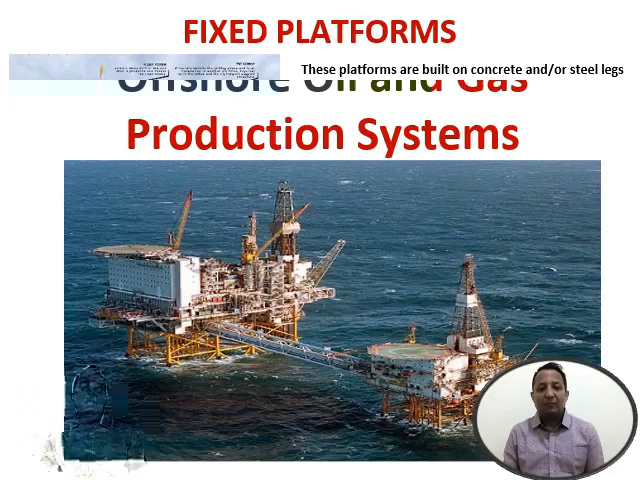 FIXED PLATFORMS
These platforms are built on concrete and/or steel legs
Offshore Oil and Gas
Production Systems